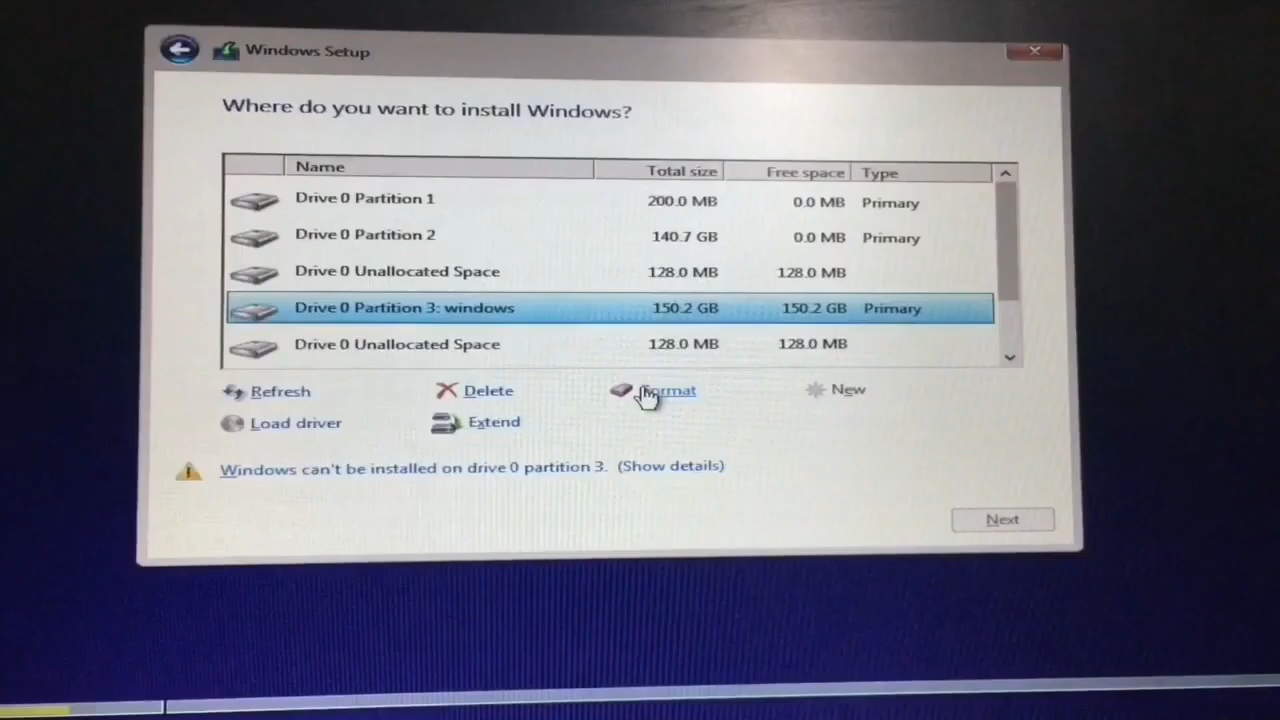 Windows Setup
Where do you want to install Windows?
Name Total size Free space Type
Drive 0 Partition 1 200.0 MB 0.0 MB Primary
Drive 0 Partition 2 140.7 GB 0.0 MB Primary
Drive 0 Unallocated Space 128.0 MB 128.0 MB
Drive 0 Partition 3: windows 150.2 GB 150.2 GB Primary
Drive 0 Unallocated Space 128.0 MB 128.0 MB
Refresh Delete Format New
Load driver Extend
Windows can't be installed on drive 0 partition 3. (Show details)
Next